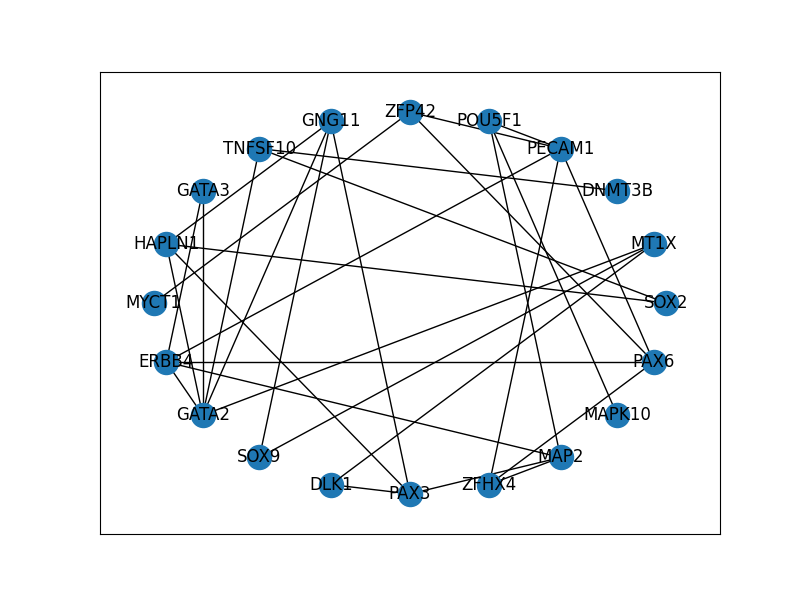 ZFP42
GNG11
POU5F1
TNFSF10
PECAM1
GATA3
DNMT3B
HAPLN1
MT1X
MYCT1
SOX2
ERBB4
PAX6
GATA2
MAPK10
SOX9
MAP2
DLK1
ZFHX4
PAX3